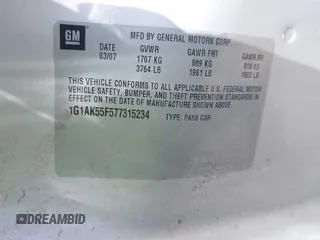 GM
MFD BY GENERAL MOTORS CORP.
03/07 GVWR GAWR FRT GAWR RR
1707 KG 889 KG 818 KG
3764 LB 1961 LB 1803 LB
THIS VEHICLE CONFORMS TO ALL APPLICABLE U.S. FEDERAL MOTOR
VEHICLE SAFETY, BUMPER, AND THEFT PREVENTION STANDARDS IN
EFFECT ON THE DATE OF MANUFACTURE SHOWN ABOVE.
1G1AK55F577315234 TYPE: PASS CAR
DREAMBID